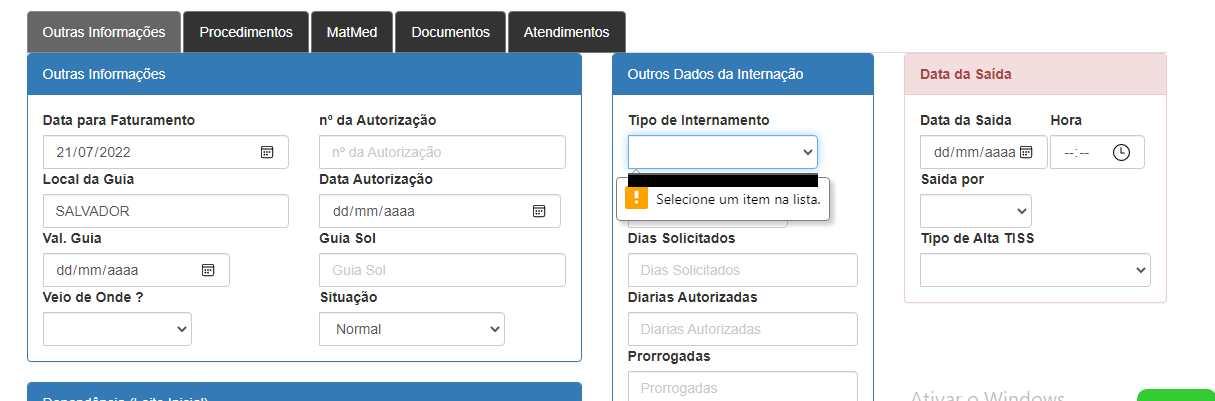 Outras Informações
Procedimentos
MatMed
Documentos
Atendimentos
Outras Informações
Data para Faturamento
nº da Autorização
21/07/2022
nº da Autorização
Local da Guia
Data Autorização
SALVADOR
dd/mm/aaaa
Val. Guia
Guia Sol
dd/mm/aaaa
Guia Sol
Veio de Onde ?
Situação
Normal
Outros Dados da Internação
Tipo de Internamento
Selecione um item na lista.
Dias Solicitados
Dias Solicitados
Diarias Autorizadas
Diarias Autorizadas
Prorrogadas
Prorrogadas
Data da Saída
Data da Saida
Hora
dd/mm/aaaa
--:--
Saida por
Tipo de Alta TISS
Ativar o Windows